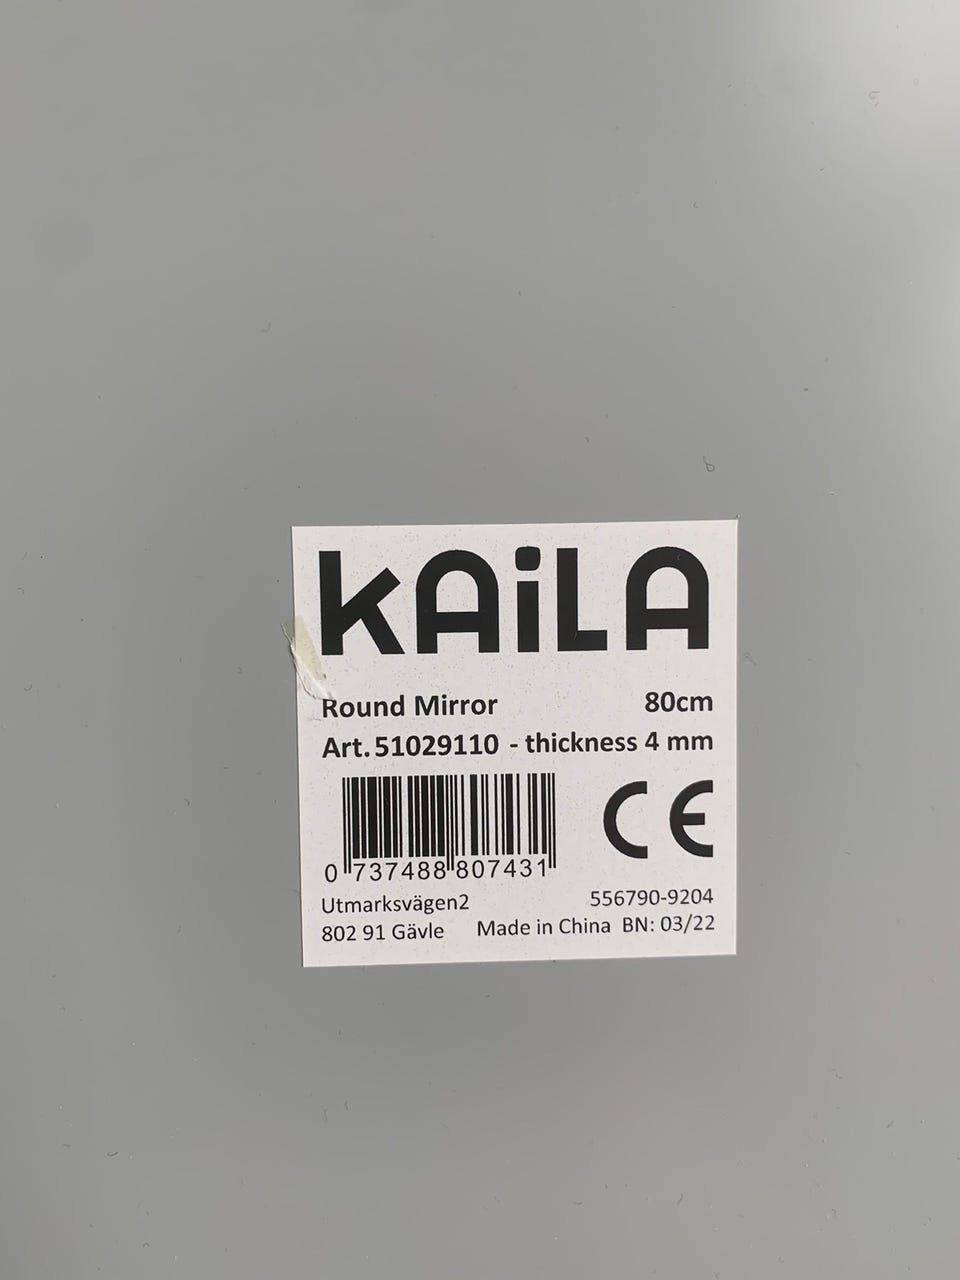 KAiLA
Round Mirror 80cm
Art. 51029110 - thickness 4 mm
CE
0 737488 807431
Utmarksvägen2 556790-9204
802 91 Gävle Made in China BN: 03/22